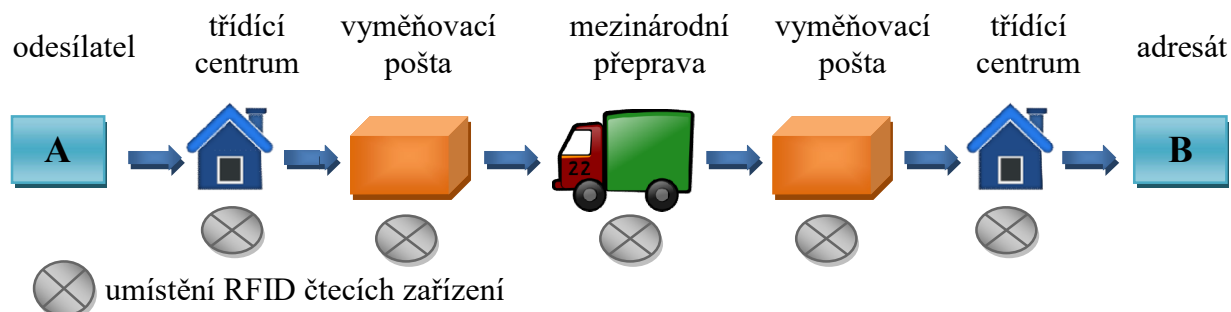 odesílatel
třídící
centrum
vyměňovací
pošta
mezinárodní
přeprava
vyměňovací
pošta
třídící
centrum
adresát
A
22
B
umístění RFID čtecích zařízení